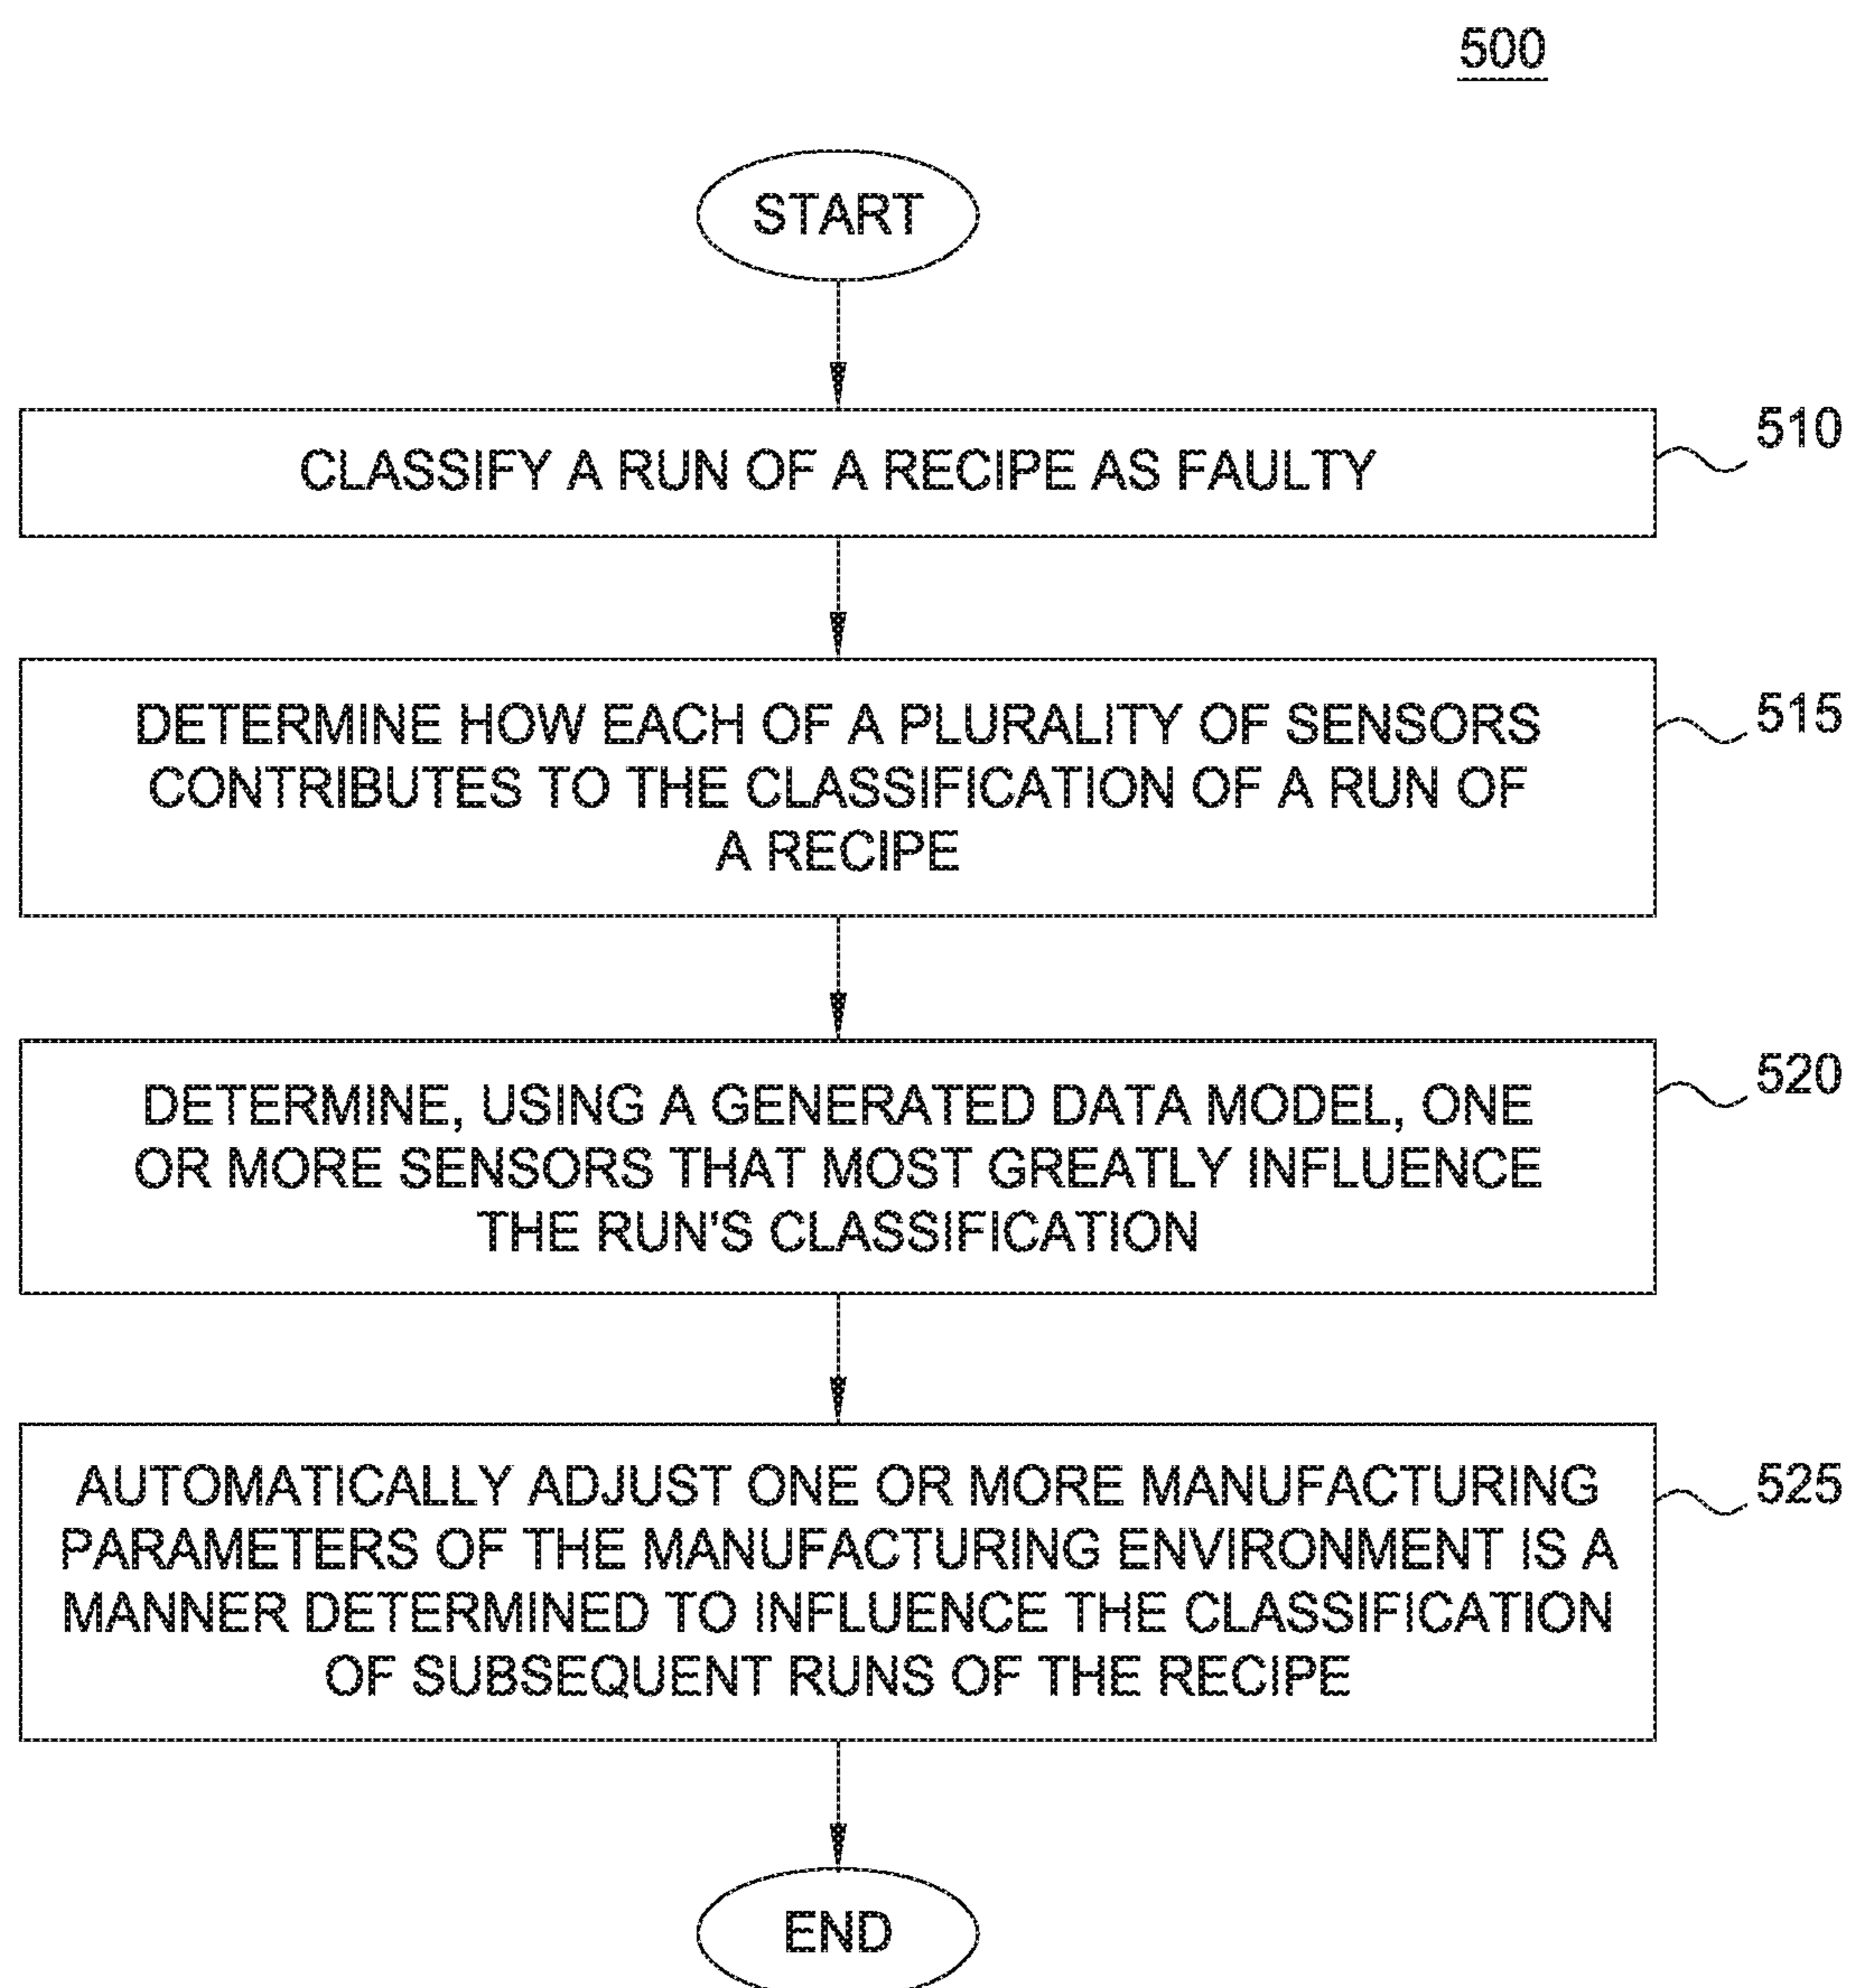 500
START
CLASSIFY A RUN OF A RECIPE AS FAULTY
510
DETERMINE HOW EACH OF A PLURALITY OF SENSORS
CONTRIBUTES TO THE CLASSIFICATION OF A RUN OF
A RECIPE
515
DETERMINE, USING A GENERATED DATA MODEL, ONE
OR MORE SENSORS THAT MOST GREATLY INFLUENCE
THE RUN'S CLASSIFICATION
520
AUTOMATICALLY ADJUST ONE OR MORE MANUFACTURING
PARAMETERS OF THE MANUFACTURING ENVIRONMENT IS A
MANNER DETERMINED TO INFLUENCE THE CLASSIFICATION
OF SUBSEQUENT RUNS OF THE RECIPE
525
END